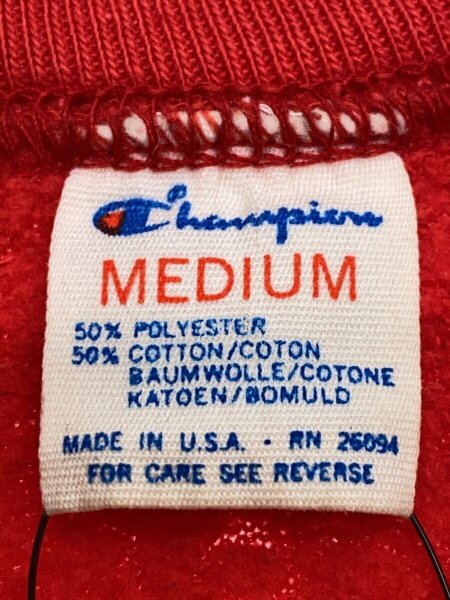 Champion
MEDIUM
50% POLYESTER
50% COTTON/COTON
BAUMWOLLE/COTONE
KATOEN/BOMULD
MADE IN U.S.A. - RN 26094
FOR CARE SEE REVERSE